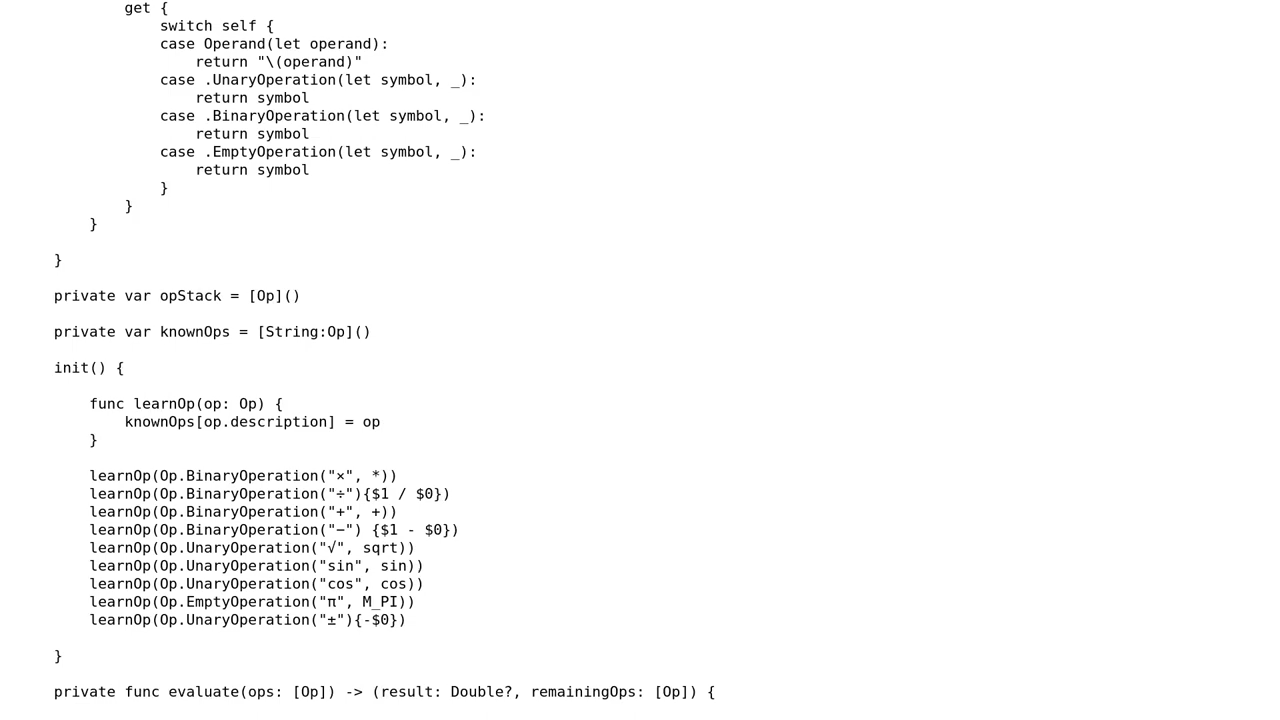 get {
switch self {
case Operand(let operand):
return "\(operand)"
case .UnaryOperation(let symbol, _):
return symbol
case .BinaryOperation(let symbol, _):
return symbol
case .EmptyOperation(let symbol, _):
return symbol
}
}
}
}
private var opStack = [Op]()
private var knownOps = [String:Op]()
init() {
func learnOp(op: Op) {
knownOps[op.description] = op
}
learnOp(Op.BinaryOperation("×", *))
learnOp(Op.BinaryOperation("÷"){$1 / $0})
learnOp(Op.BinaryOperation("+", +))
learnOp(Op.BinaryOperation("−") {$1 - $0})
learnOp(Op.UnaryOperation("√", sqrt))
learnOp(Op.UnaryOperation("sin", sin))
learnOp(Op.UnaryOperation("cos", cos))
learnOp(Op.EmptyOperation("π", M_PI))
learnOp(Op.UnaryOperation("±"){-$0})
}
private func evaluate(ops: [Op]) -> (result: Double?, remainingOps: [Op]) {